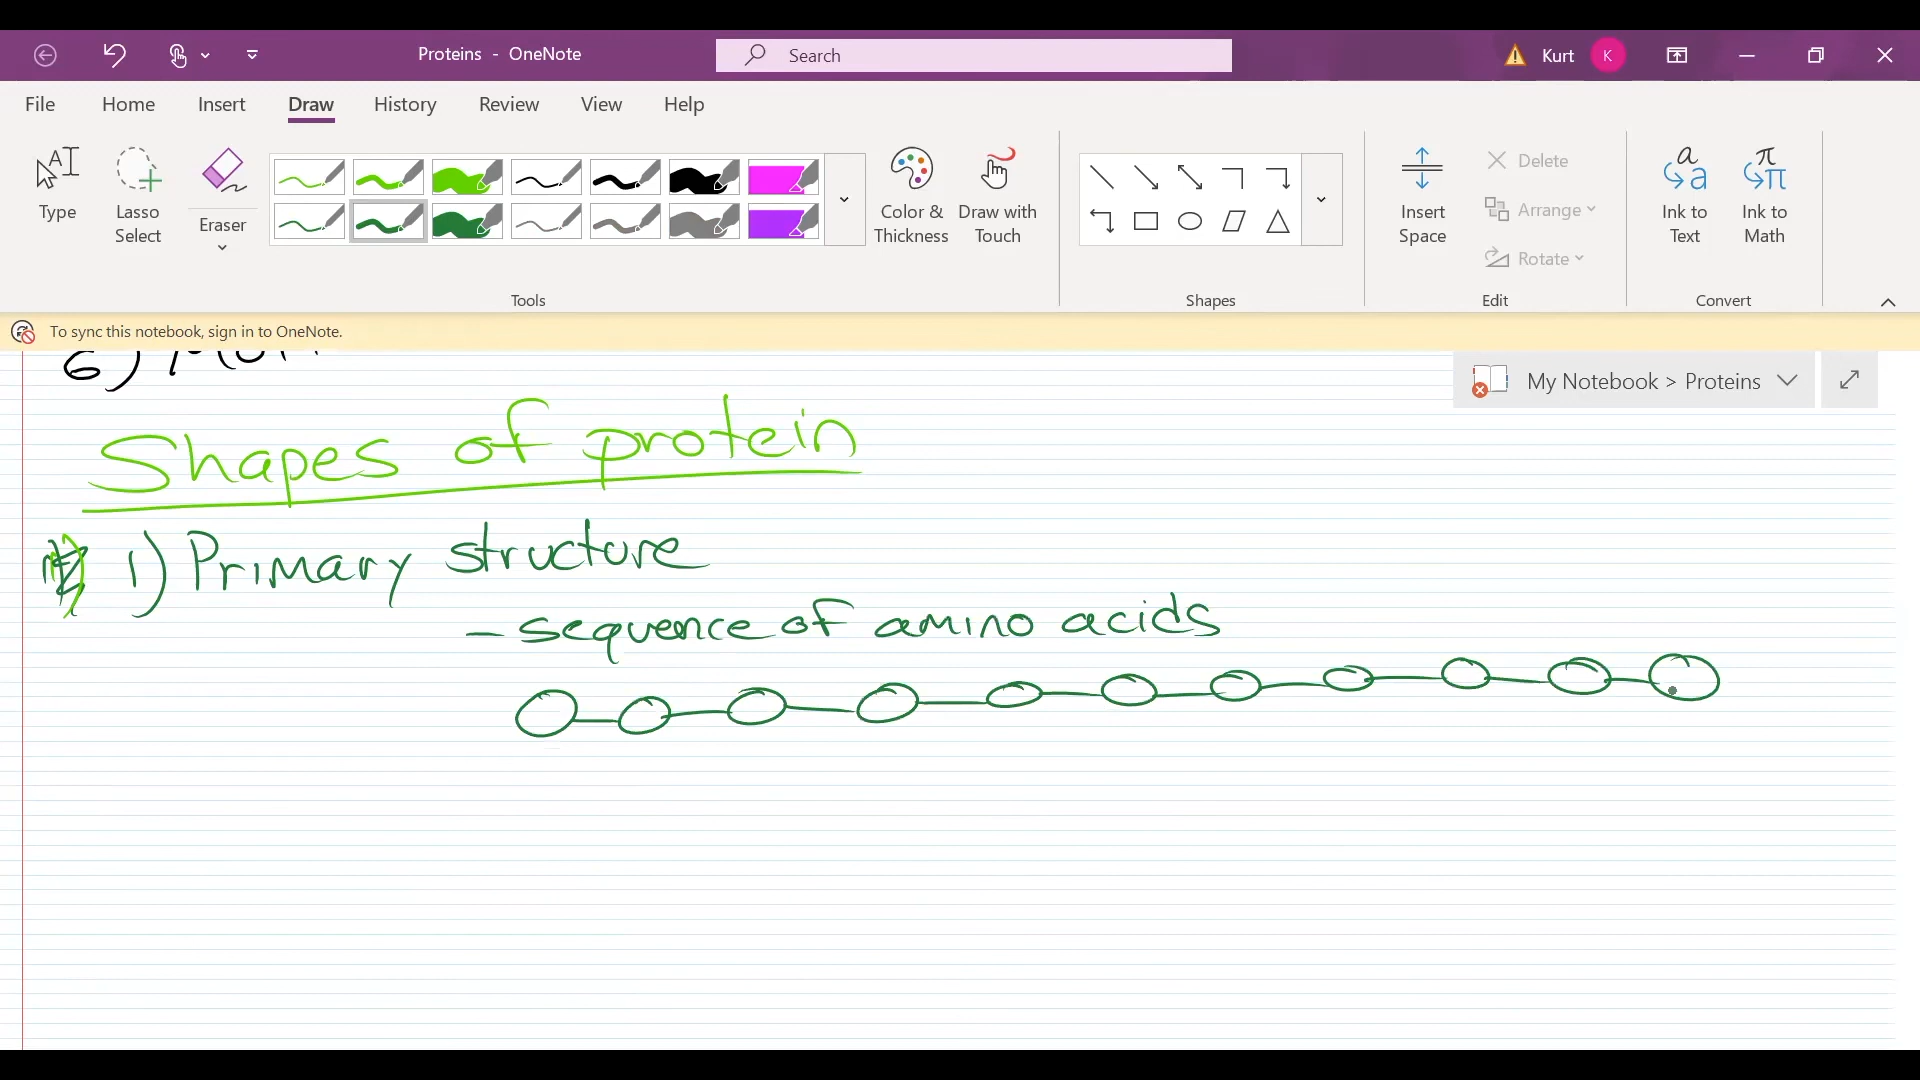 Proteins - OneNote
Search
Kurt
K
File Home Insert Draw History Review View Help
Type
Lasso Select
Eraser
Color & Thickness
Draw with Touch
Insert Space
Delete
Arrange
Rotate
Ink to Text
Ink to Math
Tools
Shapes
Edit
Convert
To sync this notebook, sign in to OneNote.
My Notebook > Proteins
6)
Shapes of protein
1) Primary structure
- sequence of amino acids